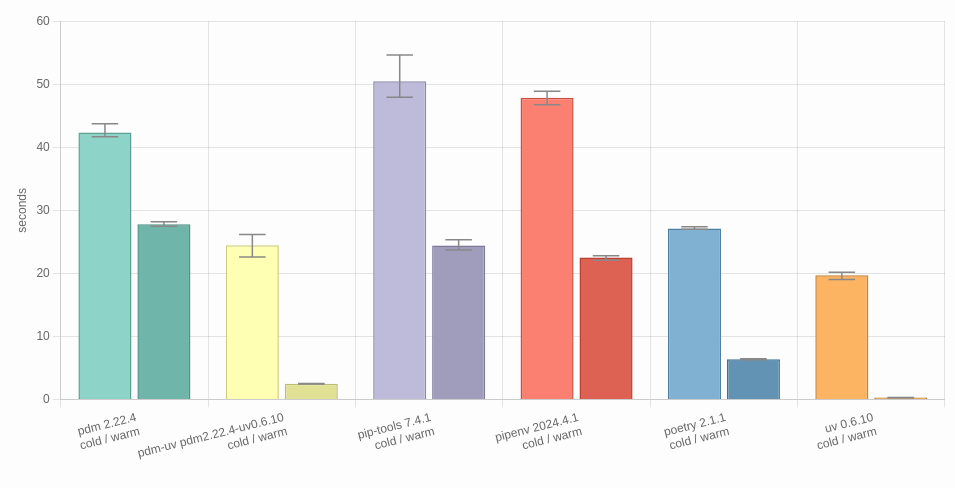 60
50
40
30
20
10
0
seconds
pdm 2.22.4
cold / warm
pdm-uv pdm2.22.4-uv0.6.10
cold / warm
pip-tools 7.4.1
cold / warm
pipenv 2024.4.1
cold / warm
poetry 2.1.1
cold / warm
uv 0.6.10
cold / warm